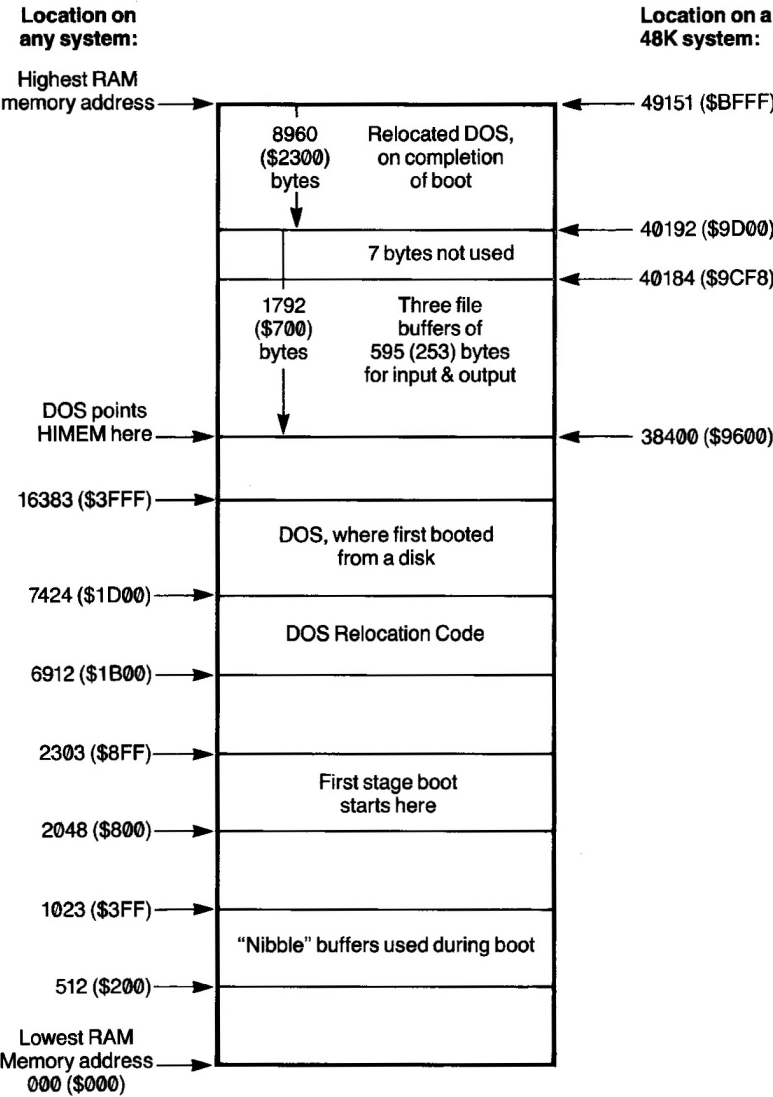 Location on
any system:
Location on a
48K system:
Highest RAM
memory address
49151 ($BFFF)
8960
($2300)
bytes
Relocated DOS,
on completion
of boot
40192 ($9D00)
7 bytes not used
40184 ($9CF8)
1792
($700)
bytes
Three file
buffers of
595 (253) bytes
for input & output
DOS points
HIMEM here
38400 ($9600)
16383 ($3FFF)
DOS, where first booted
from a disk
7424 ($1D00)
DOS Relocation Code
6912 ($1B00)
2303 ($8FF)
First stage boot
starts here
2048 ($800)
1023 ($3FF)
“Nibble” buffers used during boot
512 ($200)
Lowest RAM
Memory address
000 ($000)